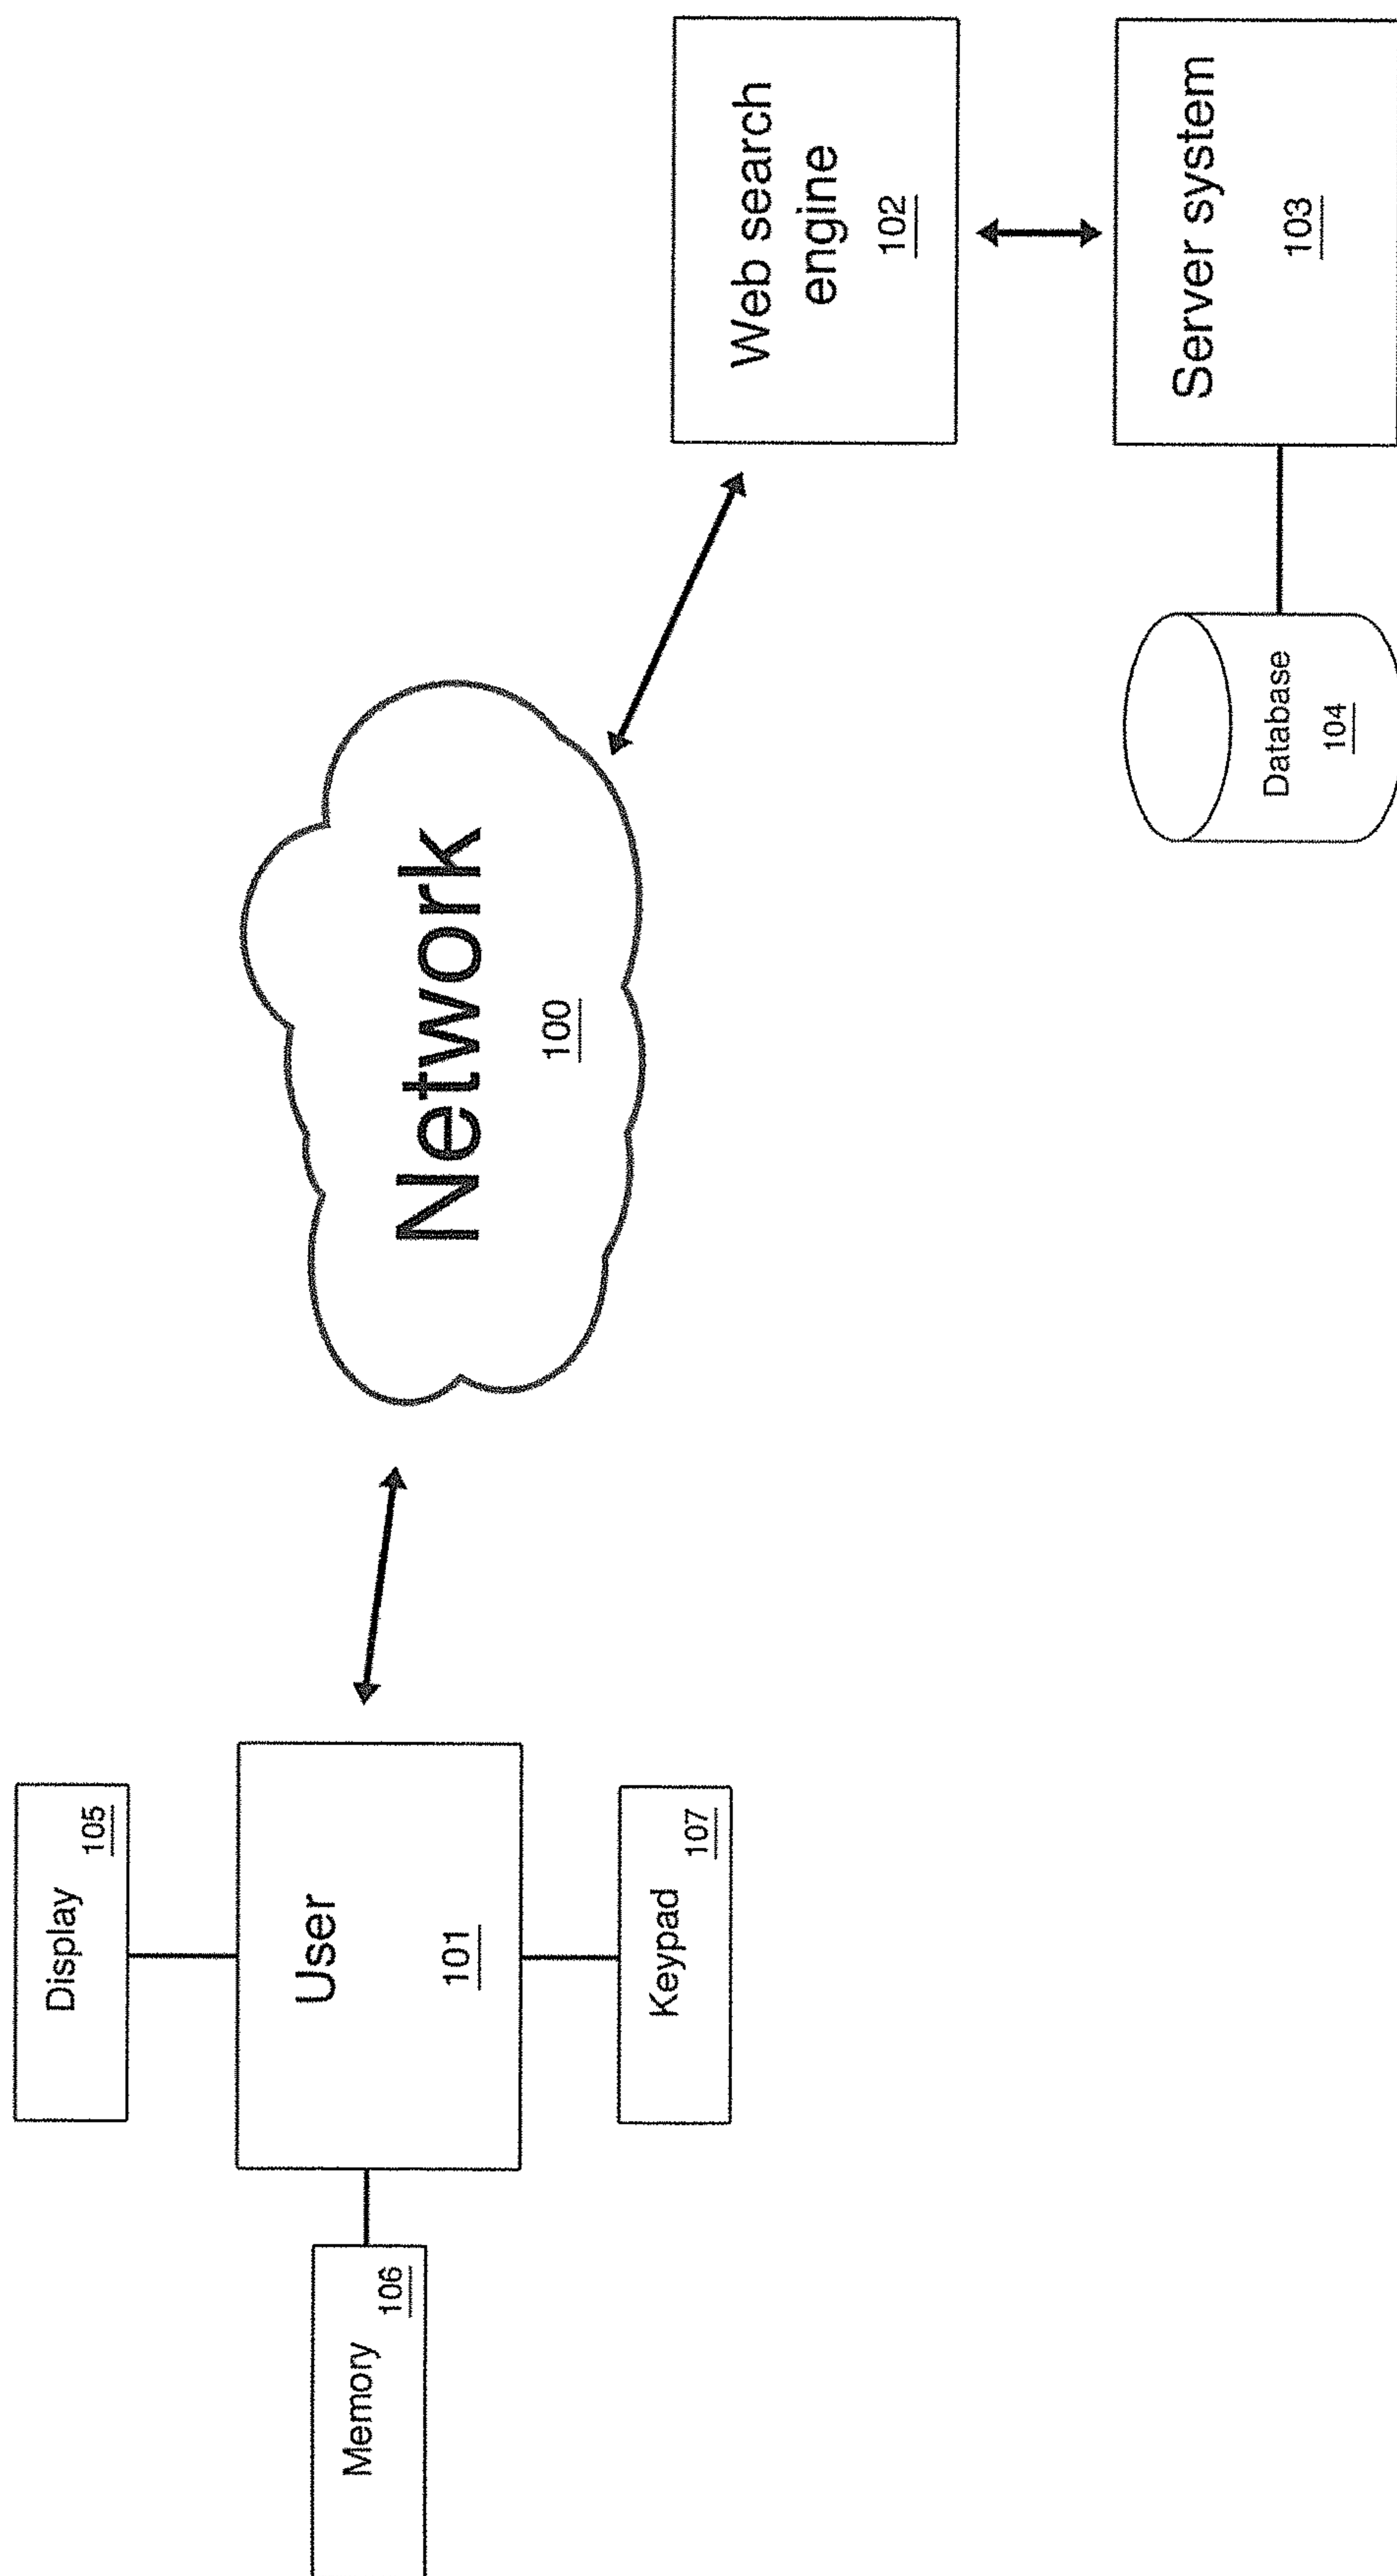 Display
105
Memory
106
User
101
Keypad
107
Network
100
Web search
engine
102
Server system
103
Database
104